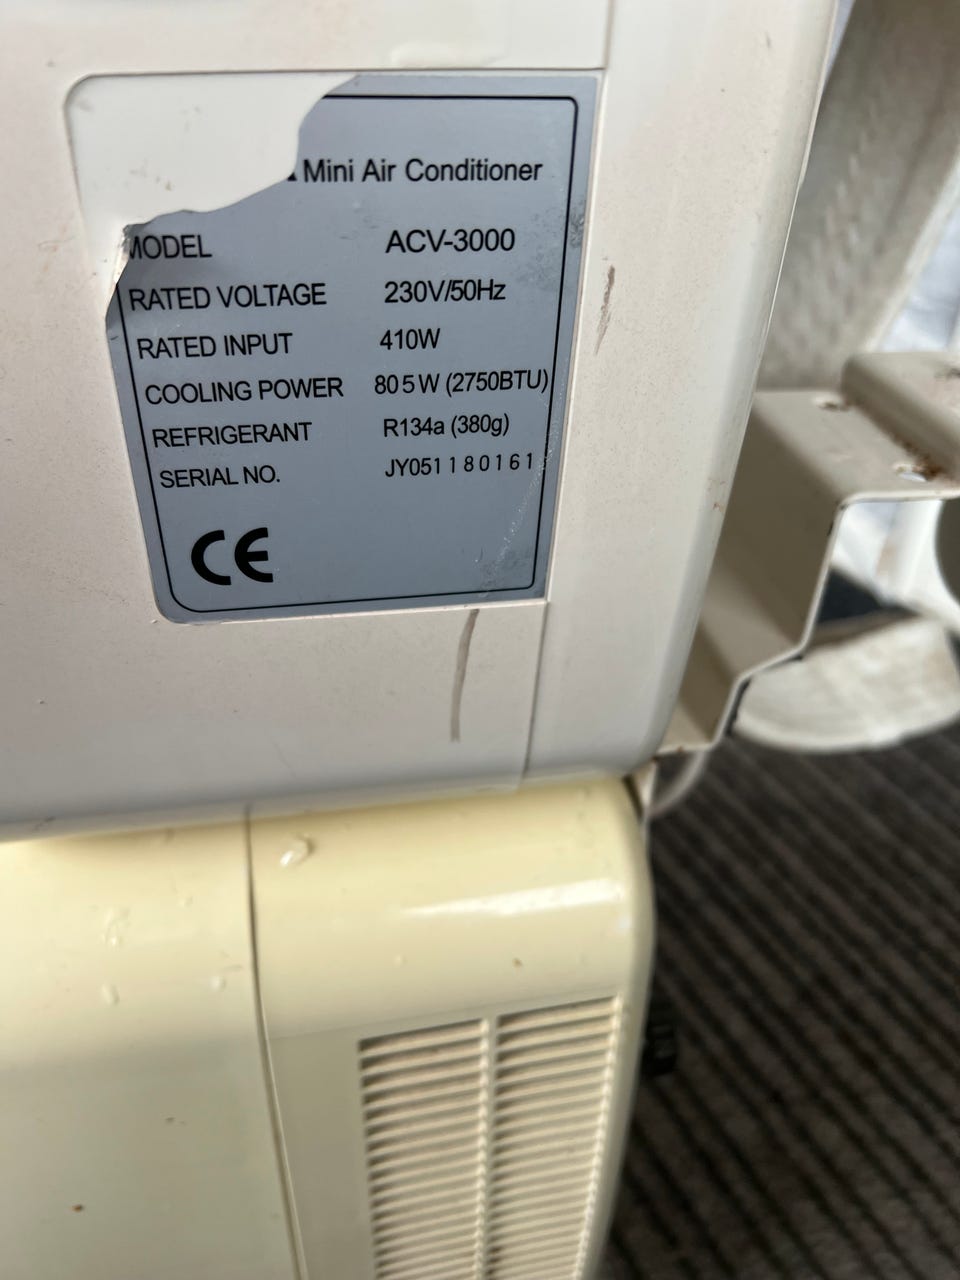 Mini Air Conditioner
MODEL ACV-3000
RATED VOLTAGE 230V/50Hz
RATED INPUT 410W
COOLING POWER 805W (2750BTU)
REFRIGERANT R134a (380g)
SERIAL NO. JY051180161
CE